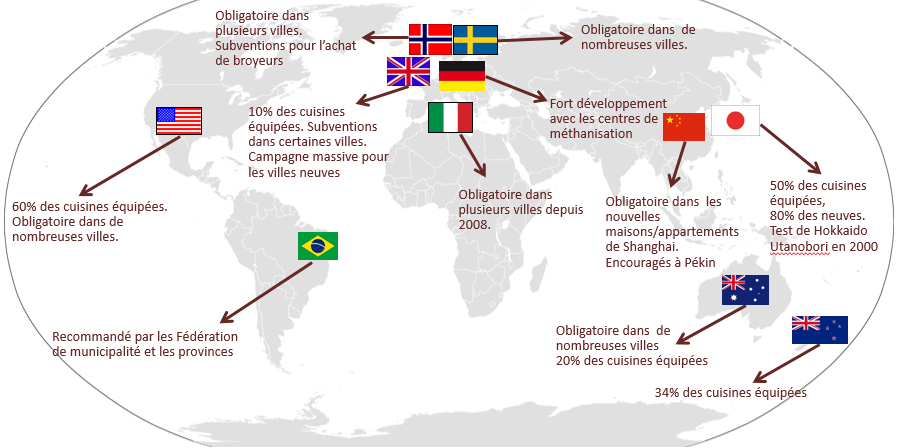 Obligatoire dans
plusieurs villes.
Subventions pour l’achat
de broyeurs
Obligatoire dans de
nombreuses villes.
10% des cuisines
équipées. Subventions
dans certaines villes.
Campagne massive pour
les villes neuves
Fort développement
avec les centres de
méthanisation
60% des cuisines équipées.
Obligatoire dans de
nombreuses villes.
Obligatoire dans
plusieurs villes depuis
2008.
Obligatoire dans les
nouvelles
maisons/appartements
de Shanghai.
Encouragés à Pékin
50% des cuisines
équipées,
80% des neuves.
Test de Hokkaido
Utanobori en 2000
Recommandé par les Fédération
de municipalité et les provinces
Obligatoire dans de
nombreuses villes
20% des cuisines équipées
34% des cuisines équipées